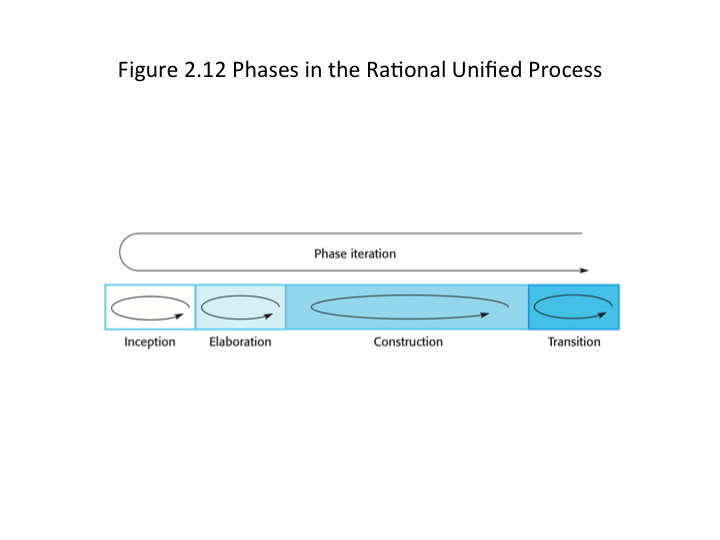 Figure 2.12 Phases in the Rational Unified Process
Phase iteration
Inception
Elaboration
Construction
Transition